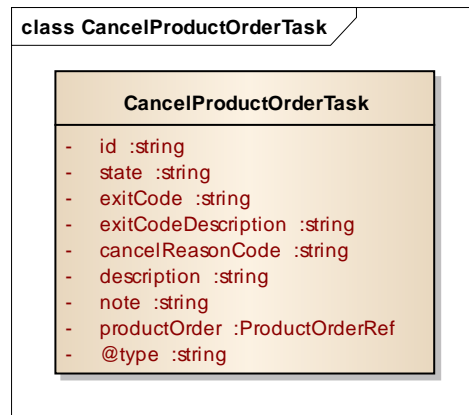 class CancelProductOrderTask
CancelProductOrderTask
- id :string
- state :string
- exitCode :string
- exitCodeDescription :string
- cancelReasonCode :string
- description :string
- note :string
- productOrder :ProductOrderRef
- @type :string